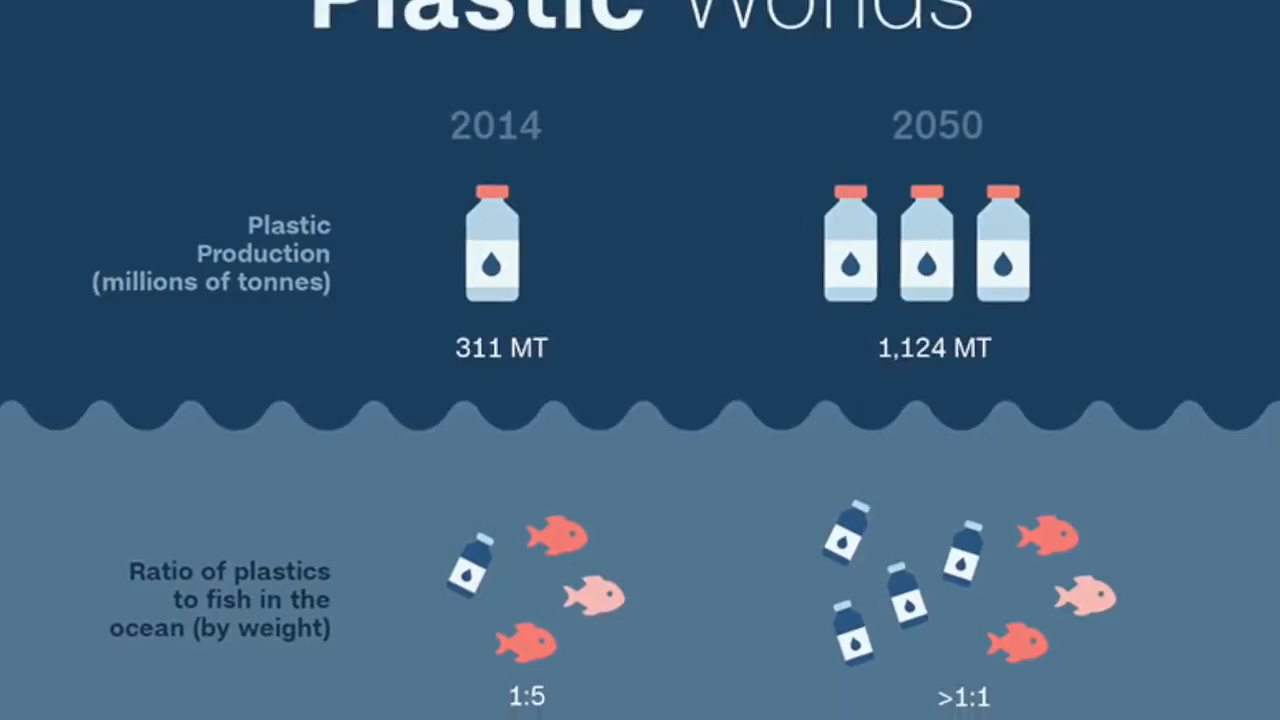 Plastic Worlds
2014
2050
Plastic
Production
(millions of tonnes)
311 MT
1,124 MT
Ratio of plastics
to fish in the
ocean (by weight)
1:5
>1:1